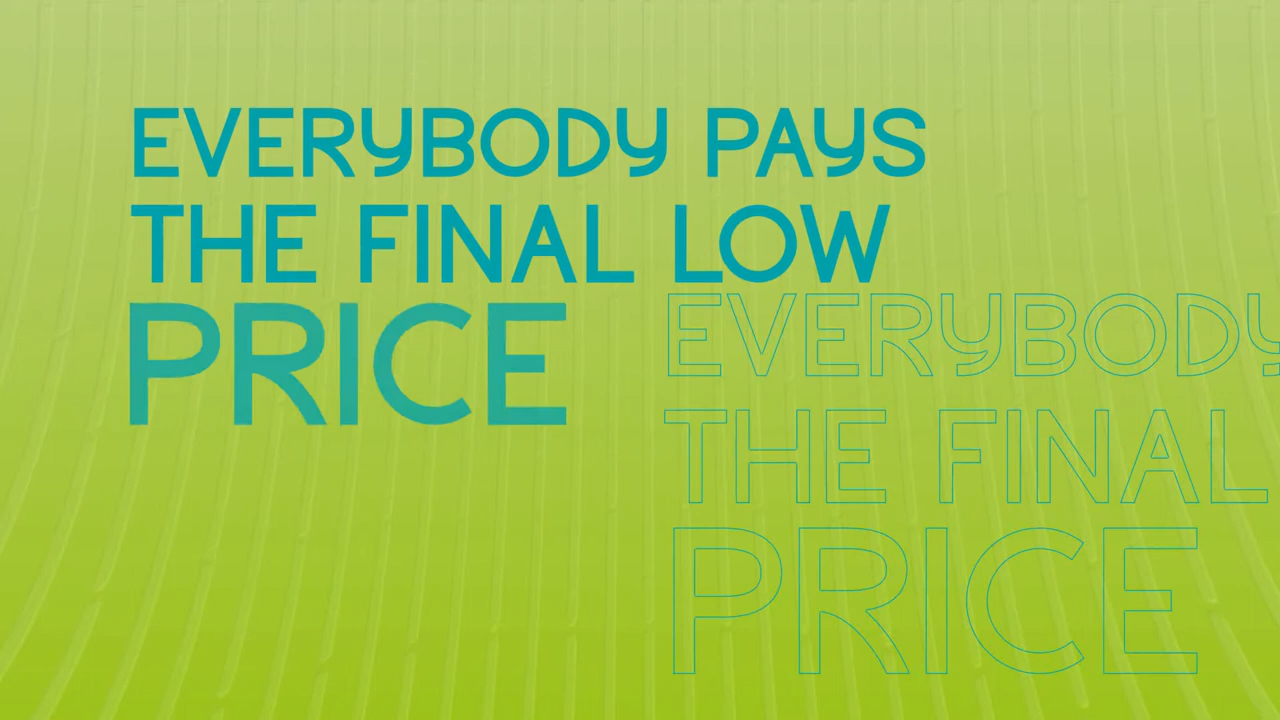 EVERYBODY PAYS
THE FINAL LOW
PRICE
EVERYBODY
THE FINAL
PRICE